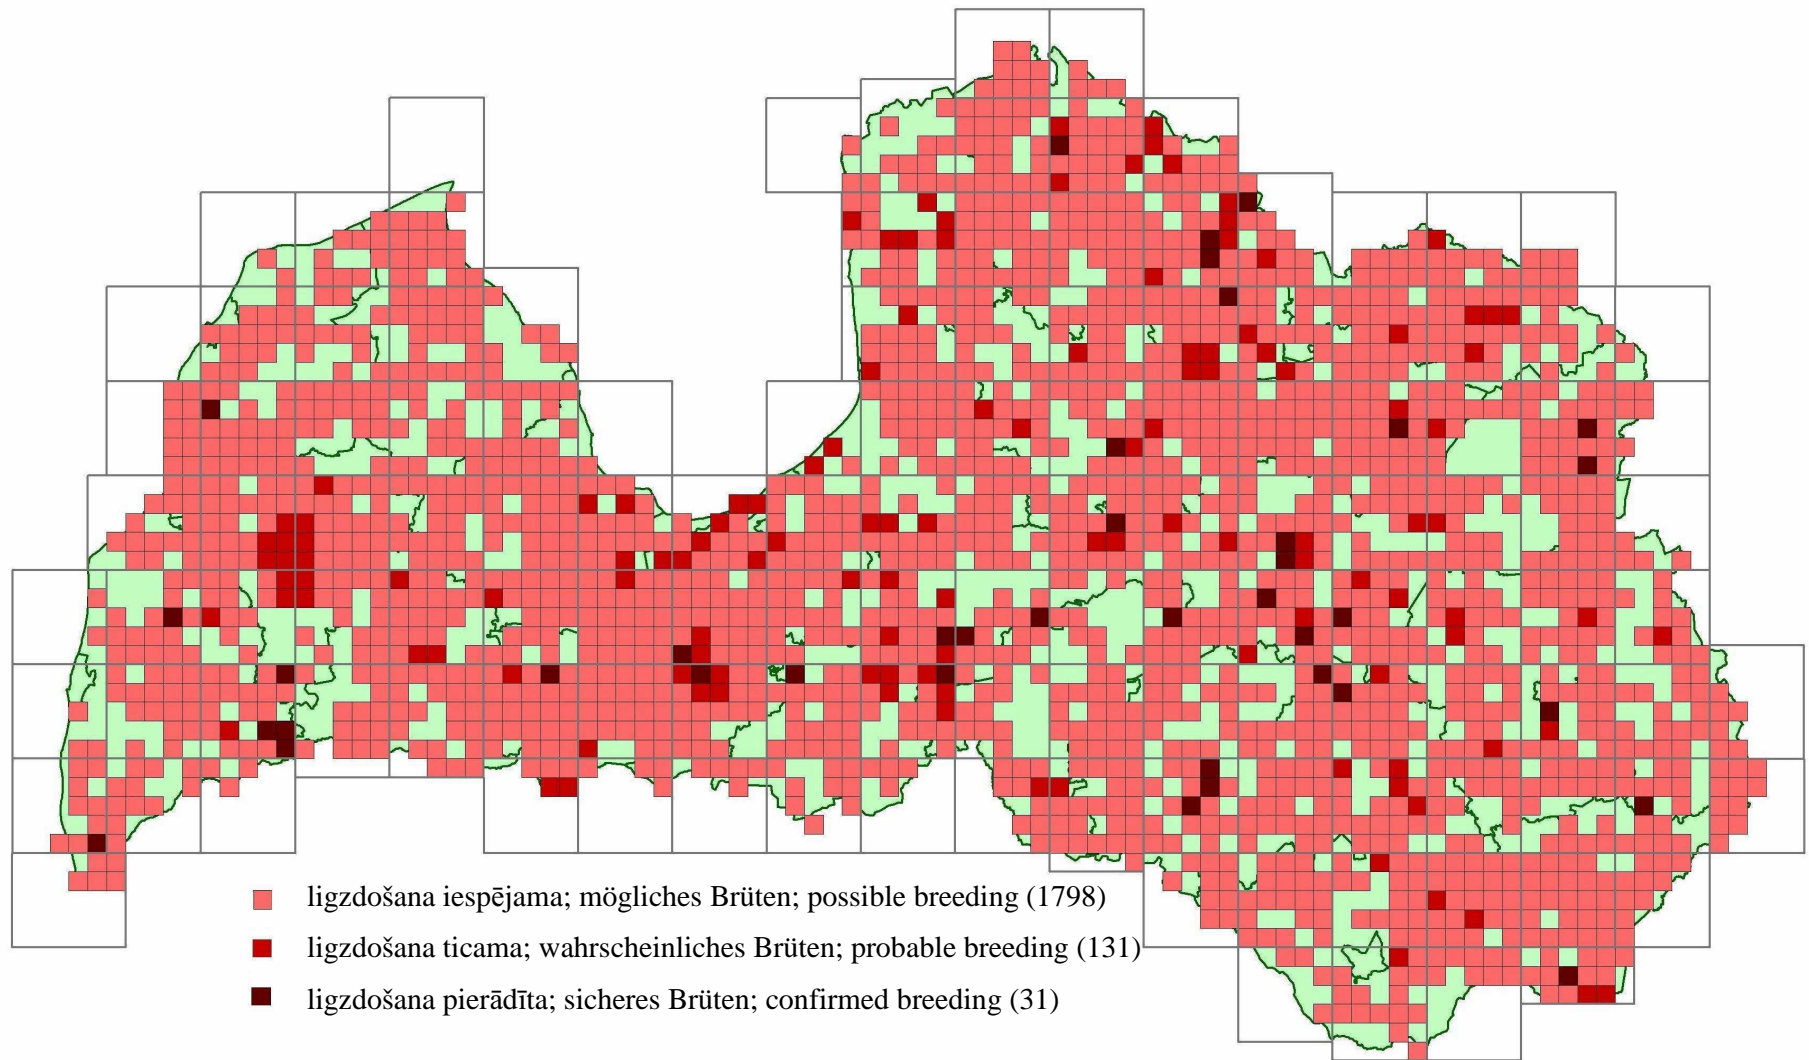 ligzdošana iespējama; mögliches Brüten; possible breeding (1798)
ligzdošana ticama; wahrscheinliches Brüten; probable breeding (131)
ligzdošana pierādīta; sicheres Brüten; confirmed breeding (31)